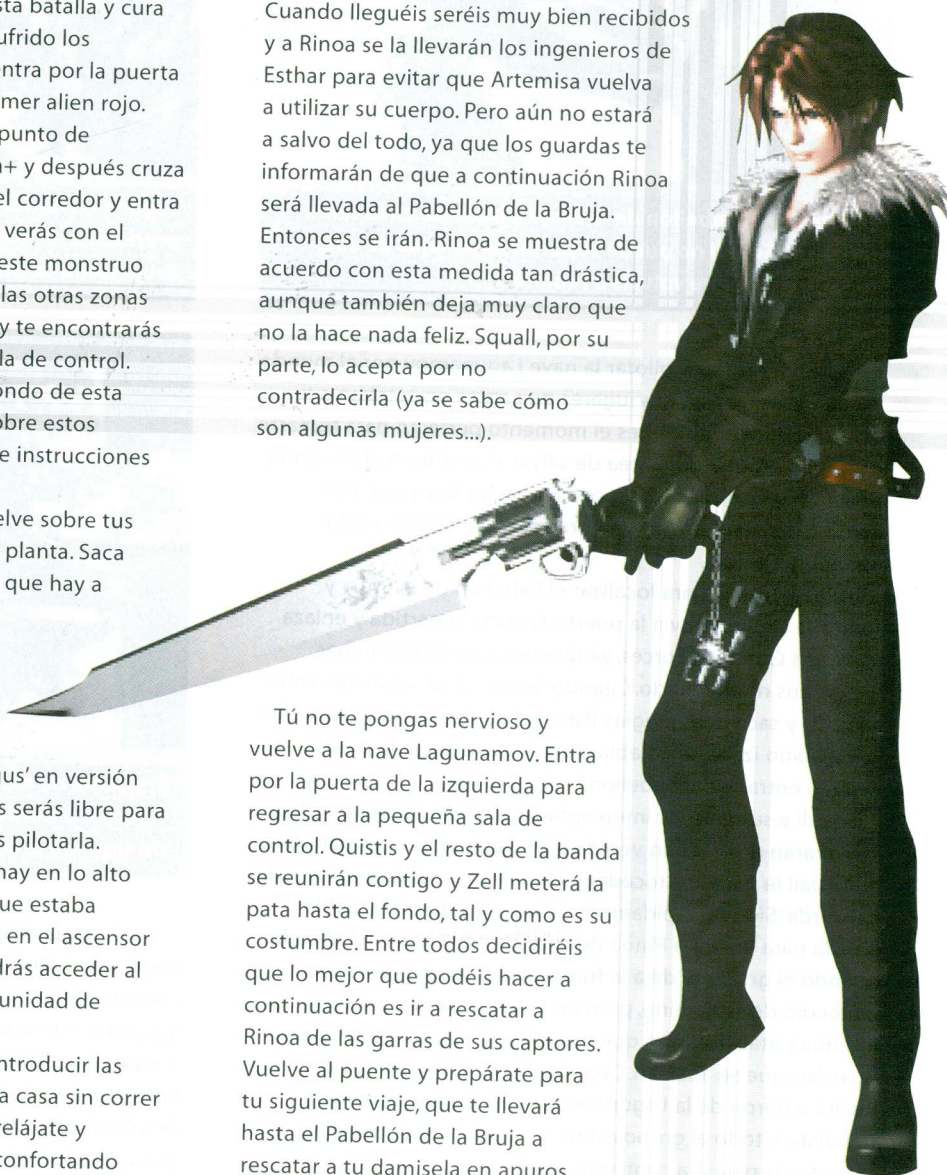 sta batalla y cura
ufrido los
ntra por la puerta
mer alien rojo.
punto de
n+ y después cruza
el corredor y entra
verás con el
este monstruo
las otras zonas
y te encontrarás
la de control.
ondo de esta
obre estos
e instrucciones
elve sobre tus
planta. Saca
que hay a
gus' en versión
s serás libre para
s pilotarla.
hay en lo alto
ue estaba
en el ascensor
drás acceder al
unidad de
ntroducir las
a casa sin correr
relájate y
confortando
Cuando lleguéis seréis muy bien recibidos
y a Rinoa se la llevarán los ingenieros de
Esthar para evitar que Artemisa vuelva
a utilizar su cuerpo. Pero aún no estará
a salvo del todo, ya que los guardas te
informarán de que a continuación Rinoa
será llevada al Pabellón de la Bruja.
Entonces se irán. Rinoa se muestra de
acuerdo con esta medida tan drástica,
aunque también deja muy claro que
no la hace nada feliz. Squall, por su
parte, lo acepta por no
contradecirla (ya se sabe cómo
son algunas mujeres...).
Tú no te pongas nervioso y
vuelve a la nave Lagunamov. Entra
por la puerta de la izquierda para
regresar a la pequeña sala de
control. Quistis y el resto de la banda
se reunirán contigo y Zell meterá la
pata hasta el fondo, tal y como es su
costumbre. Entre todos decidiréis
que lo mejor que podéis hacer a
continuación es ir a rescatar a
Rinoa de las garras de sus captores.
Vuelve al puente y prepárate para
tu siguiente viaje, que te llevará
hasta el Pabellón de la Bruja a
rescatar a tu damisela en apuros.